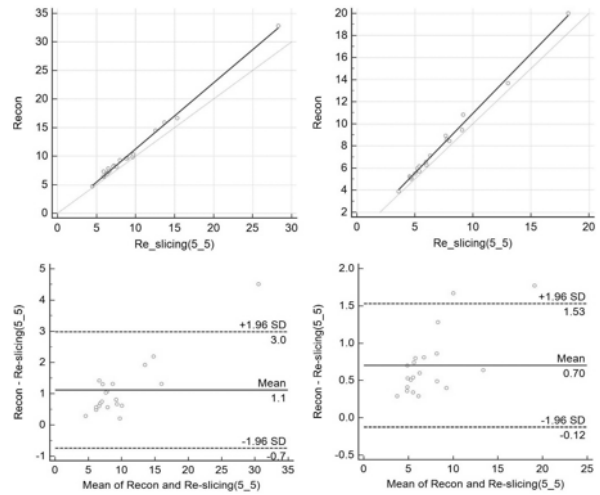 35
30
25
20
15
10
5
0
Recon
0 5 10 15 20 25 30
Re_slicing(5_5)
20
18
16
14
12
10
8
6
4
2
Recon
0 5 10 15 20
Re_slicing(5_5)
5
4
3
2
1
0
-1
Recon - Re-slicing(5_5)
+1.96 SD
3.0
Mean
1.1
-1.96 SD
-0.7
0 5 10 15 20 25 30 35
Mean of Recon and Re-slicing(5_5)
2.0
1.5
1.0
0.5
0.0
-0.5
Recon - Re-slicing(5_5)
+1.96 SD
1.53
Mean
0.70
-1.96 SD
-0.12
0 5 10 15 20 25
Mean of Recon and Re-slicing(5_5)